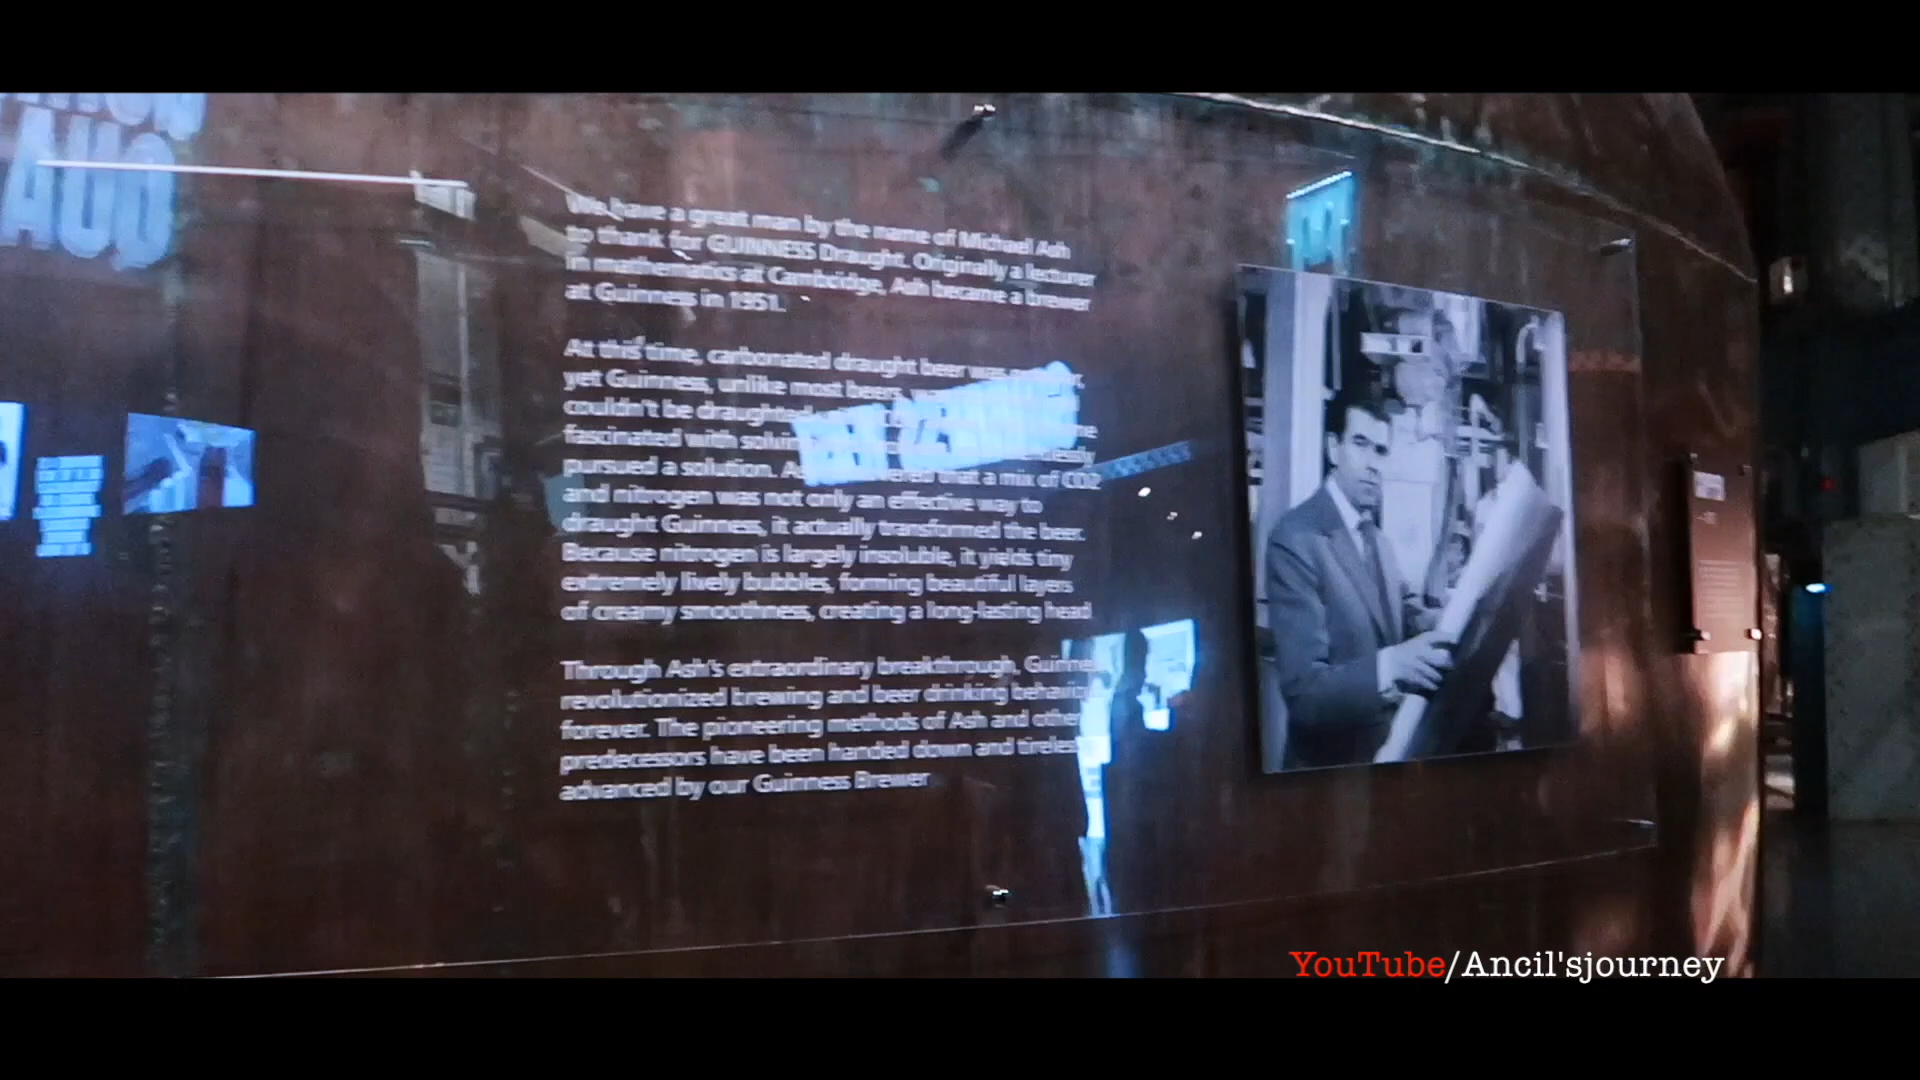 We have a great man by the name of Michael Ash
to thank for GUINNESS Draught. Originally a lecturer
in mathematics at Cambridge, Ash became a brewer
at Guinness in 1951.
At this time, carbonated draught beer was
yet Guinness, unlike most beers,
couldn't be draughted
fascinated with
pursued a solution. that a mix of CO2
and nitrogen was not only an effective way to
draught Guinness, it actually transformed the beer.
Because nitrogen is largely insoluble, it yields tiny
extremely lively bubbles, forming beautiful layers
of creamy smoothness, creating a long-lasting head
Through Ash's extraordinary breakthrough,
revolutionized brewing and beer drinking
forever. The pioneering methods of Ash and other
predecessors have been handed down and
advanced by our Guinness Brewer
YouTube/Ancil'sjourney